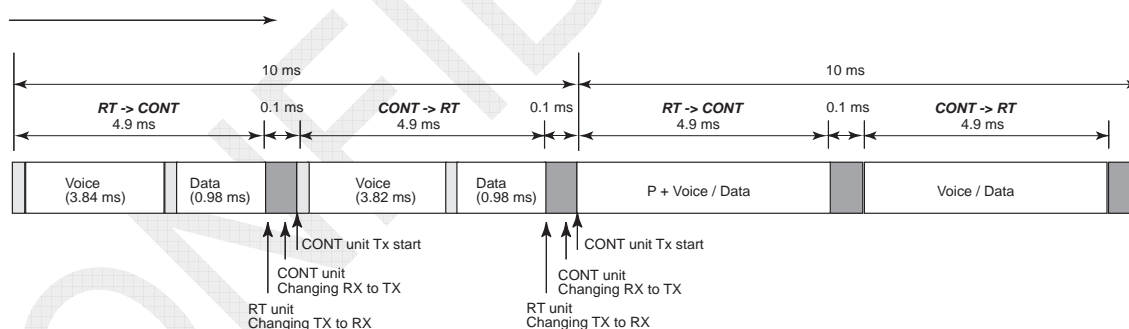 10 ms
10 ms
RT -> CONT
4.9 ms
0.1 ms
CONT -> RT
4.9 ms
0.1 ms
RT -> CONT
4.9 ms
0.1 ms
CONT -> RT
4.9 ms
Voice
(3.84 ms)
Data
(0.98 ms)
Voice
(3.82 ms)
Data
(0.98 ms)
P + Voice / Data
Voice / Data
CONT unit Tx start
CONT unit
Changing RX to TX
RT unit
Changing TX to RX
CONT unit Tx start
CONT unit
Changing RX to TX
RT unit
Changing TX to RX